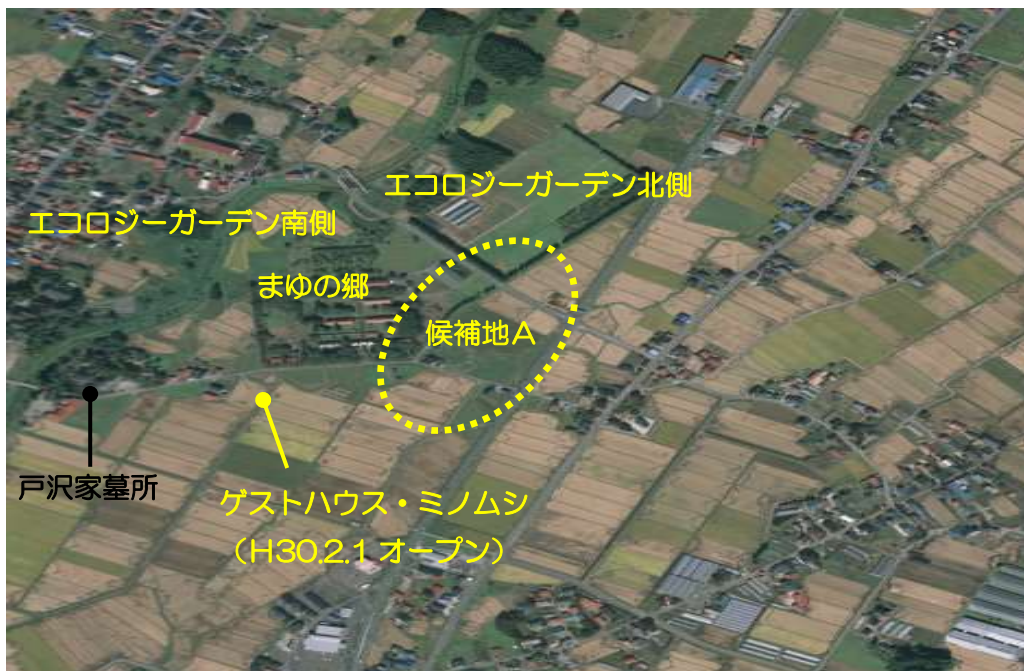 エコロジーガーデン北側
エコロジーガーデン南側
まゆの郷
候補地A
戸沢家墓所
ゲストハウス・ミノムシ
（H30.2.1 オープン）